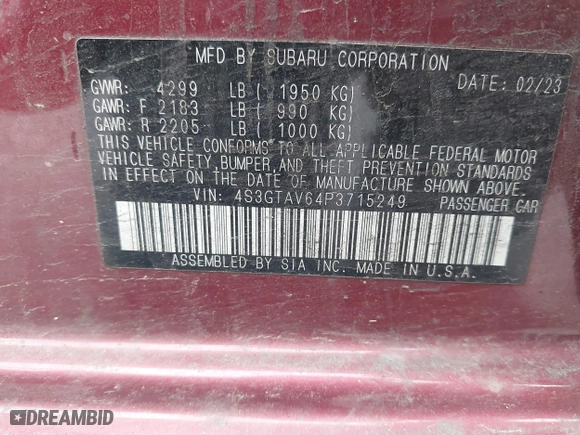 MFD BY SUBARU CORPORATION
GVWR: 4299 LB ( 1950 KG) DATE: 02/23
GAWR: F 2183 LB ( 990 KG)
GAWR: R 2205 LB ( 1000 KG)
THIS VEHICLE CONFORMS TO ALL APPLICABLE FEDERAL MOTOR
VEHICLE SAFETY, BUMPER AND THEFT PREVENTION STANDARDS
IN EFFECT ON THE DATE OF MANUFACTURE SHOWN ABOVE.
VIN: 4S3GTAV64P3715249 PASSENGER CAR
ASSEMBLED BY SIA INC. MADE IN U.S.A.
DREAMBID